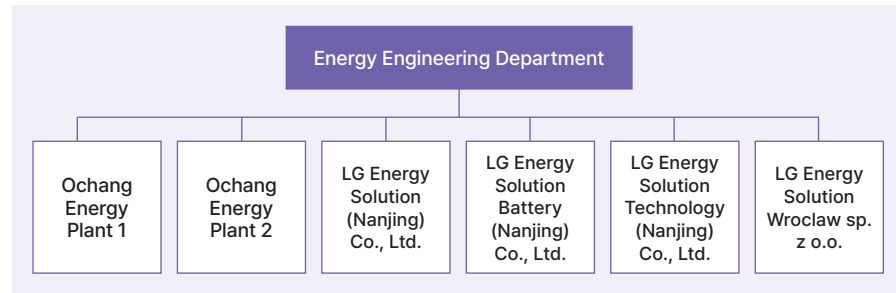 Energy Engineering Department
Ochang
Energy
Plant 1
Ochang
Energy
Plant 2
LG Energy
Solution
(Nanjing)
Co., Ltd.
LG Energy
Solution
Battery
(Nanjing)
Co., Ltd.
LG Energy
Solution
Technology
(Nanjing)
Co., Ltd.
LG Energy
Solution
Wroclaw sp.
z o.o.